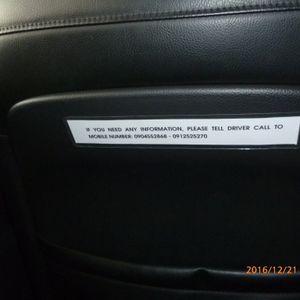 IF YOU NEED ANY INFORMATION, PLEASE TELL DRIVER CALL TO
MOBILE NUMBER: 0904552868 - 0912525270
2016/12/21